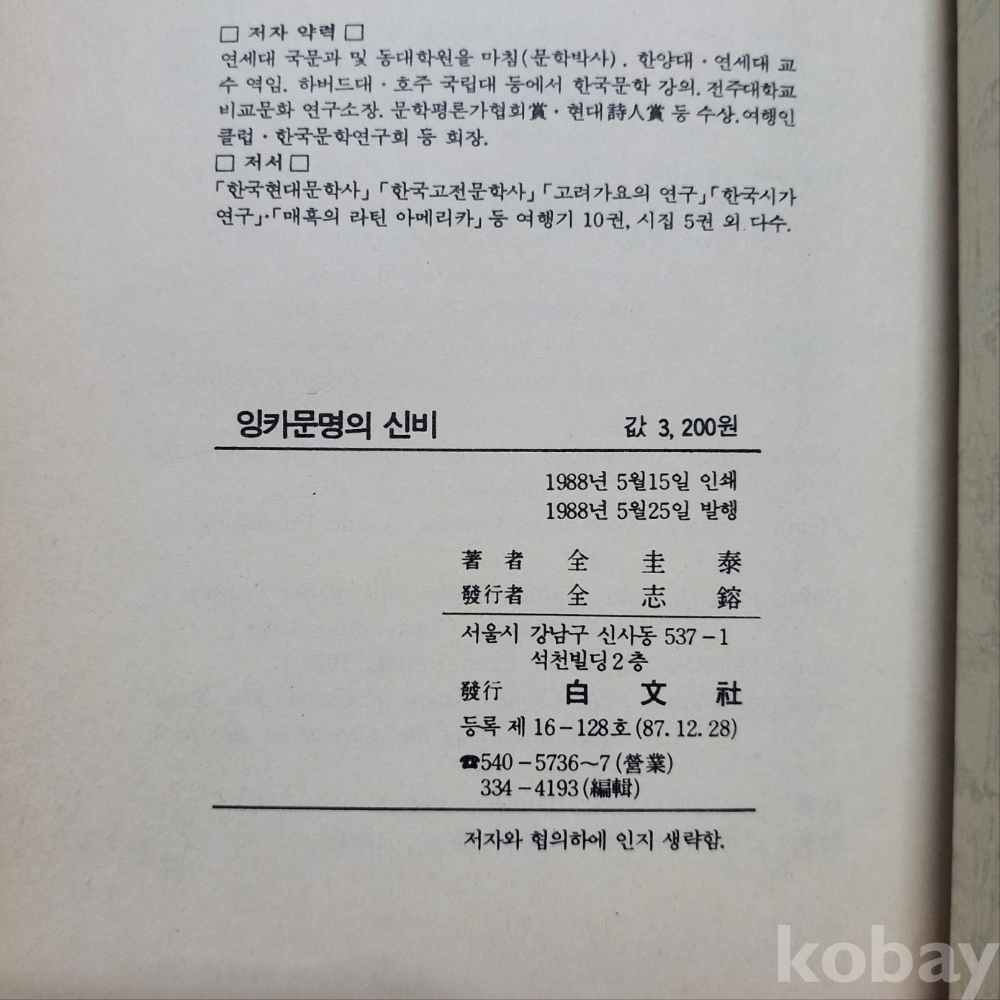 □ 저자 약력 □
연세대 국문과 및 동대학원을 마침(문학박사). 한양대·연세대 교
수 역임. 하버드대·호주 국립대 등에서 한국문학 강의. 전주대학교
비교문화 연구소장. 문학평론가협회賞·현대詩人賞 등 수상.여행인
클럽·한국문학연구회 등 회장.
□ 저서 □
「한국현대문학사」「한국고전문학사」「고려가요의 연구」「한국시가
연구」·「매혹의 라틴 아메리카」등 여행기 10권, 시집 5권 외 다수.
잉카문명의 신비 값 3,200원
1988년 5월15일 인쇄
1988년 5월25일 발행
著 者 全 圭 泰
發行者 全 志 鎔
서울시 강남구 신사동 537-1
석천빌딩2층
發行 白 文 社
등록 제16-128호(87.12.28)
☎540-5736~7(營業)
334-4193(編輯)
저자와 협의하에 인지 생략함.
kobay